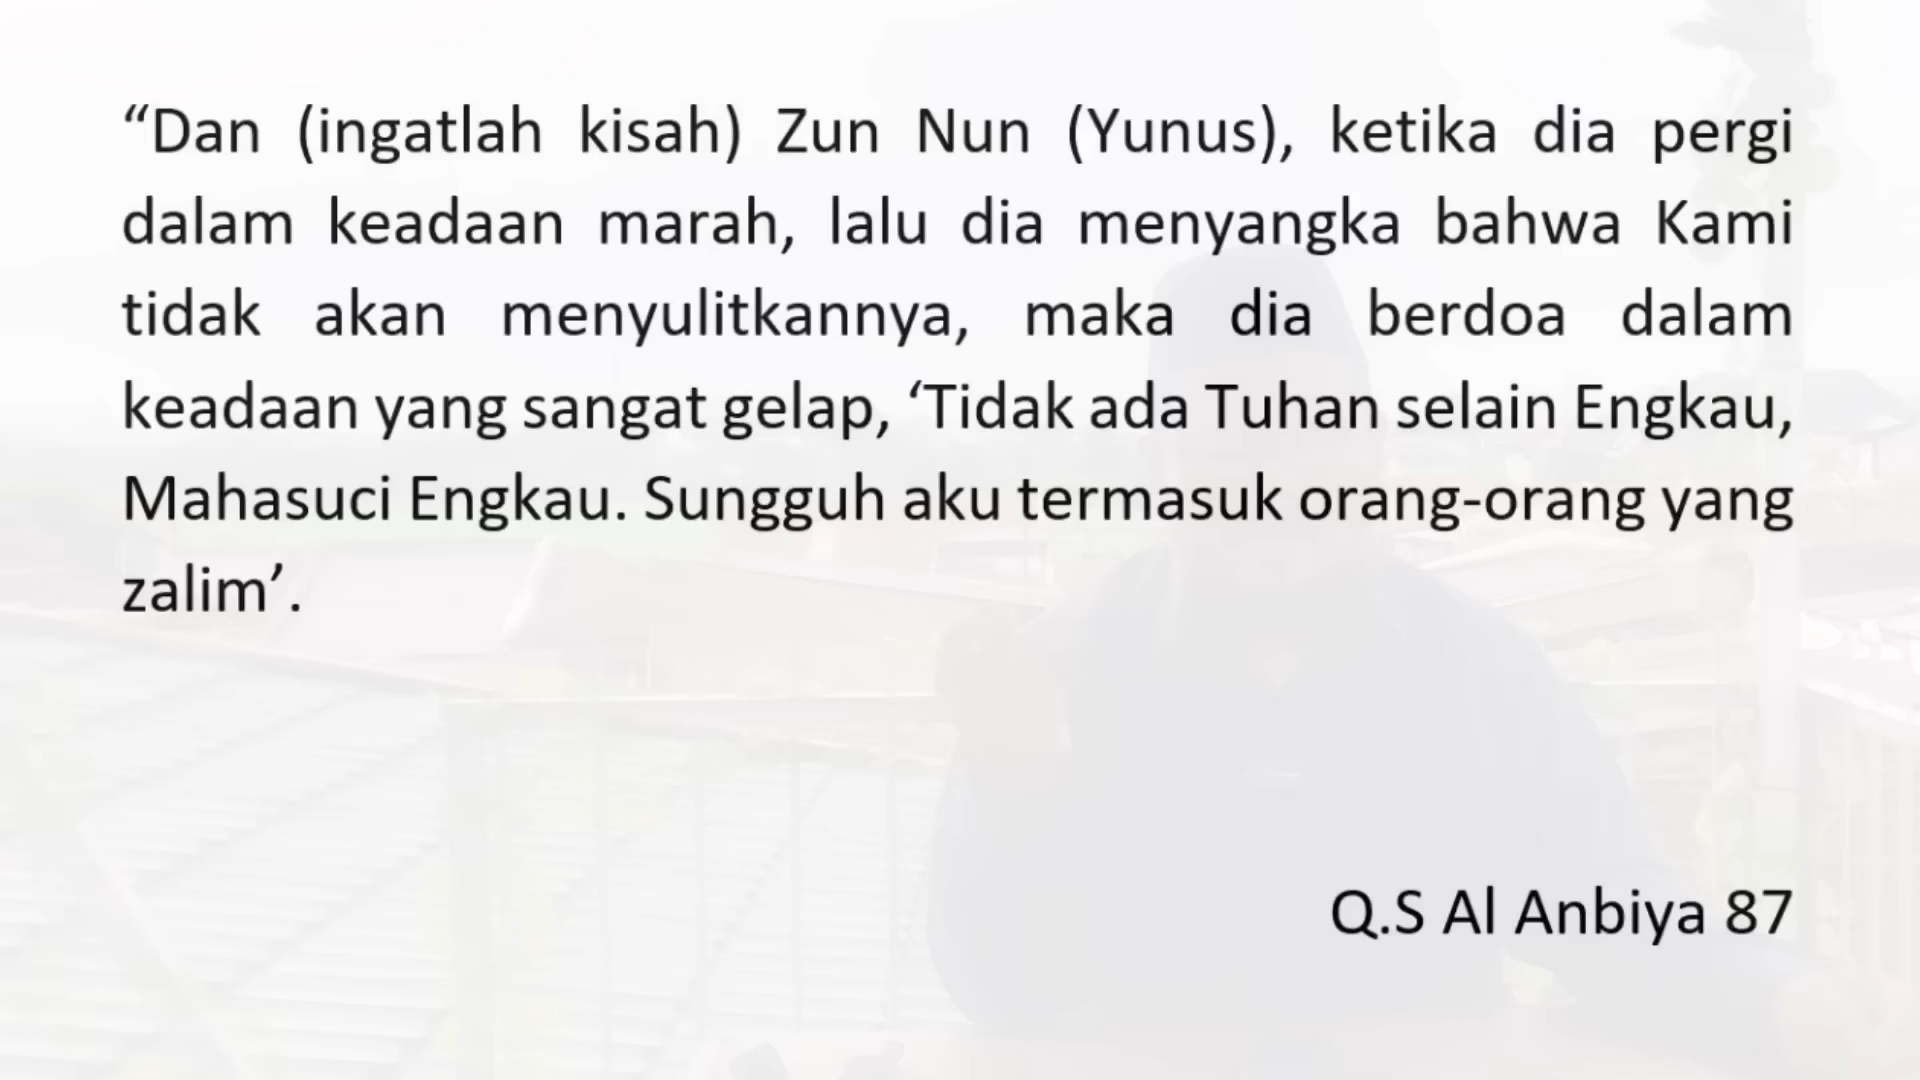 “Dan (ingatlah kisah) Zun Nun (Yunus), ketika dia pergi
dalam keadaan marah, lalu dia menyangka bahwa Kami
tidak akan menyulitkannya, maka dia berdoa dalam
keadaan yang sangat gelap, ‘Tidak ada Tuhan selain Engkau,
Mahasuci Engkau. Sungguh aku termasuk orang-orang yang
zalim’.
Q.S Al Anbiya 87